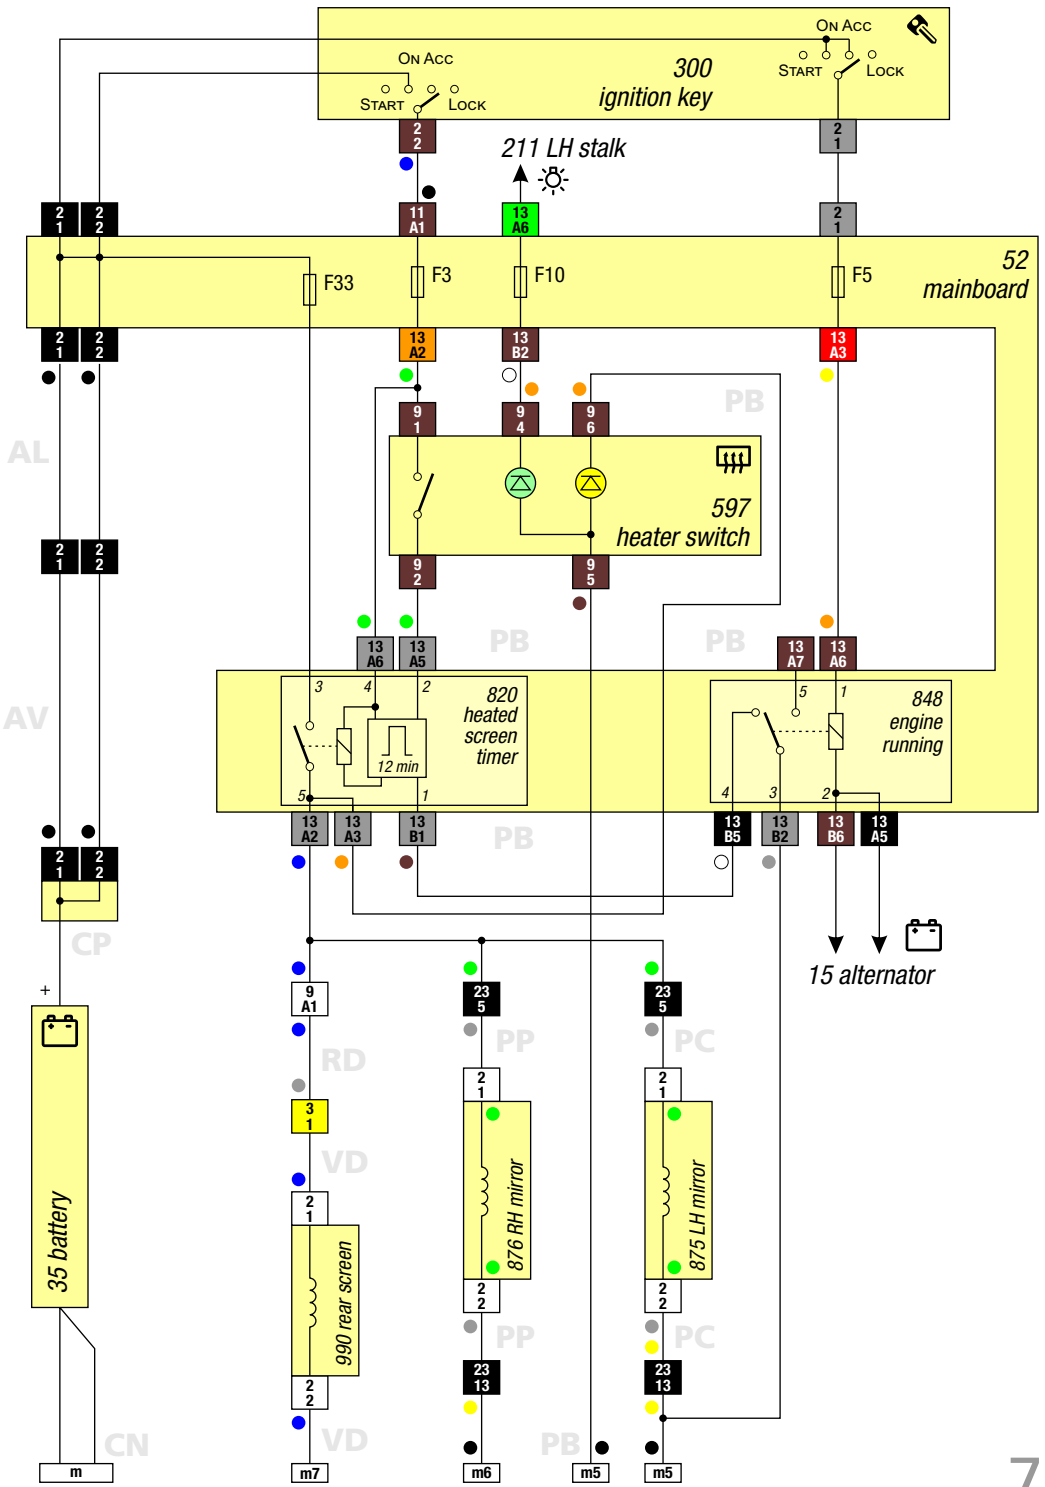 ON ACC
START
LOCK
300
ignition key
ON ACC
START
LOCK
2
2
2
1
211 LH stalk
2
1
2
2
11
A1
13
A6
2
1
F33
F3
F10
F5
52
mainboard
2
1
2
2
13
A2
13
B2
13
A3
PB
AL
9
1
9
4
9
6
597
heater switch
2
1
2
2
9
2
9
5
PB
PB
13
A6
13
A5
13
A7
13
A6
AV
3
4
2
820
heated
screen
timer
12 min
5
1
5
1
848
engine
running
4
3
2
13
A2
13
A3
13
B1
PB
13
B5
13
B2
13
B6
13
A5
2
1
2
2
CP
15 alternator
+
9
A1
23
5
23
5
RD
PP
PC
2
1
2
1
3
1
VD
2
1
35 battery
990 rear screen
876 RH mirror
875 LH mirror
2
2
2
2
PP
PC
2
2
23
13
23
13
CN
VD
PB
m
m7
m6
m5
m5
7